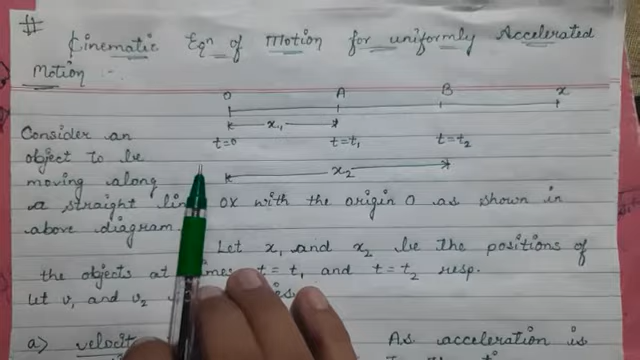 #
Kinematic Eqn of Motion for uniformly Accelerated
Motion :-
O A B x
x1
t=0 t=t1 t=t2
x2
Consider an
object to be
moving along
a straight OX with the origin O as shown in
above diagram.
Let x1 and x2 be the positions of
the objects at t = t1 and t = t2 resp.
Let v1 and v2
a) velocit As acceleration is